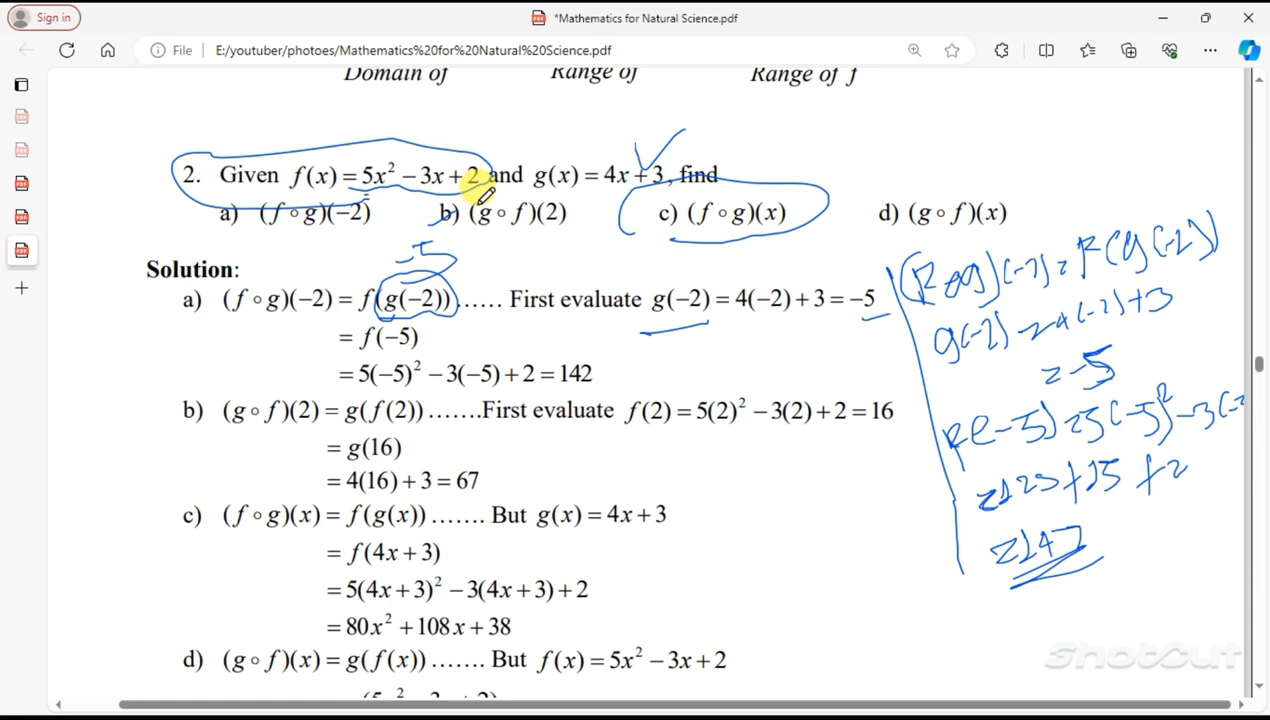 Sign in
*Mathematics for Natural Science.pdf
File
E:/youtuber/photoes/Mathematics%20for%20Natural%20Science.pdf
Domain of Range of Range of f
2. Given f(x) = 5x² − 3x + 2 and g(x) = 4x + 3, find
a) (f ∘ g)(−2) b) (g ∘ f)(2) c) (f ∘ g)(x) d) (g ∘ f)(x)
−5
Solution:
a) (f ∘ g)(−2) = f(g(−2)) ...... First evaluate g(−2) = 4(−2) + 3 = −5
= f(−5)
= 5(−5)² − 3(−5) + 2 = 142
b) (g ∘ f)(2) = g(f(2)) .......First evaluate f(2) = 5(2)² − 3(2) + 2 = 16
= g(16)
= 4(16) + 3 = 67
c) (f ∘ g)(x) = f(g(x)) ....... But g(x) = 4x + 3
= f(4x + 3)
= 5(4x + 3)² − 3(4x + 3) + 2
= 80x² + 108x + 38
d) (g ∘ f)(x) = g(f(x)) ....... But f(x) = 5x² − 3x + 2
(f∘g)(−2) = f(g(−2))
g(−2) = 4(−2) + 3
= −5
f(−5) = 5(−5)² − 3(−
= 125 + 15 + 2
= 142
Shotcut